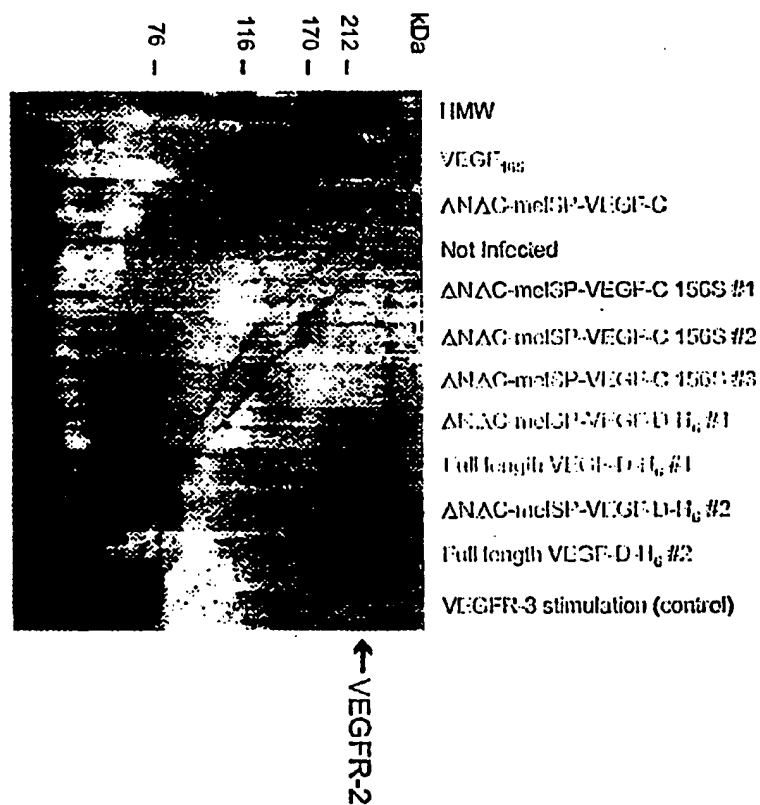 kDa
212
170
116
76
HMW
VEGF165
ΔNΔC-melSP-VEGF-C
Not Infected
ΔNΔC-melSP-VEGF-C 156S #1
ΔNΔC-melSP-VEGF-C 156S #2
ΔNΔC-melSP-VEGF-C 156S #3
ΔNΔC-melSP-VEGF-D-H6 #1
Full length VEGF-D-H6 #1
ΔNΔC-melSP-VEGF-D-H6 #2
Full length VEGF-D-H6 #2
VEGFR-3 stimulation (control)
←VEGFR-2